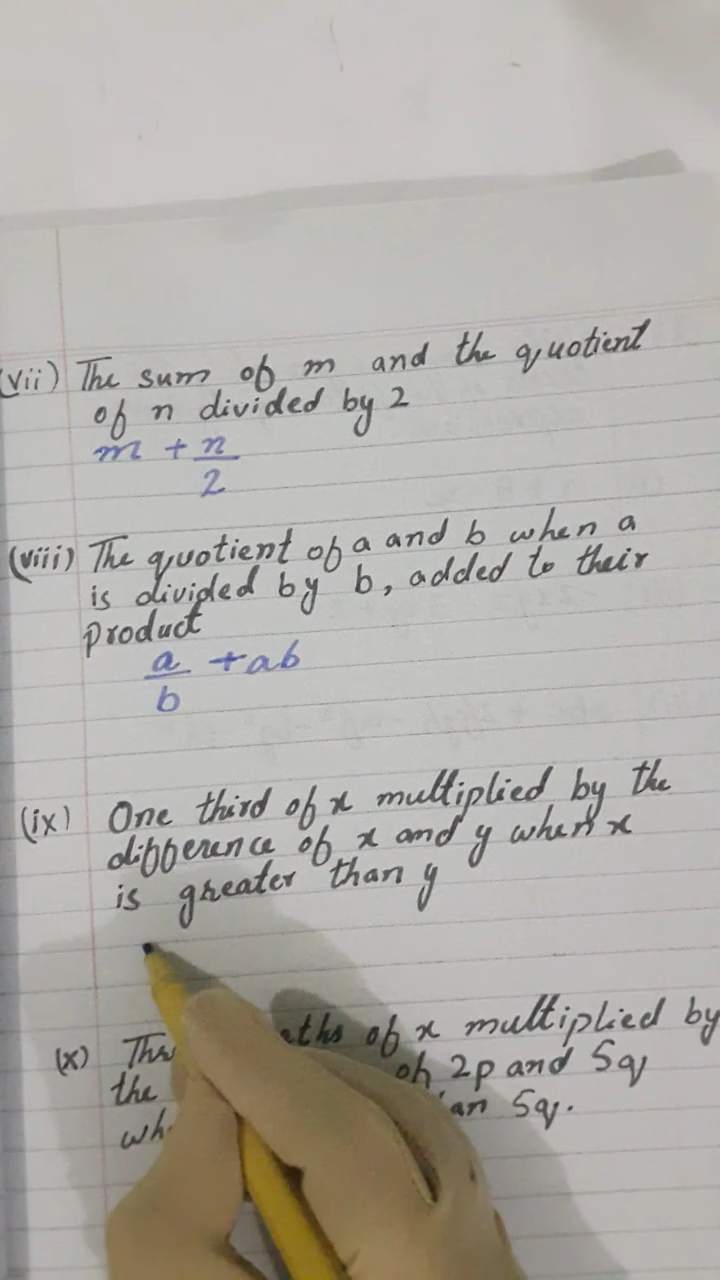 (vii) The sum of m and the quotient
of n divided by 2
m + n/2
(viii) The quotient of a and b when a
is divided by b, added to their
product
a/b + ab
(ix) One third of x multiplied by the
difference of x and y when x
is greater than y
(x) of x multiplied by
the 2p and 5q
5q.